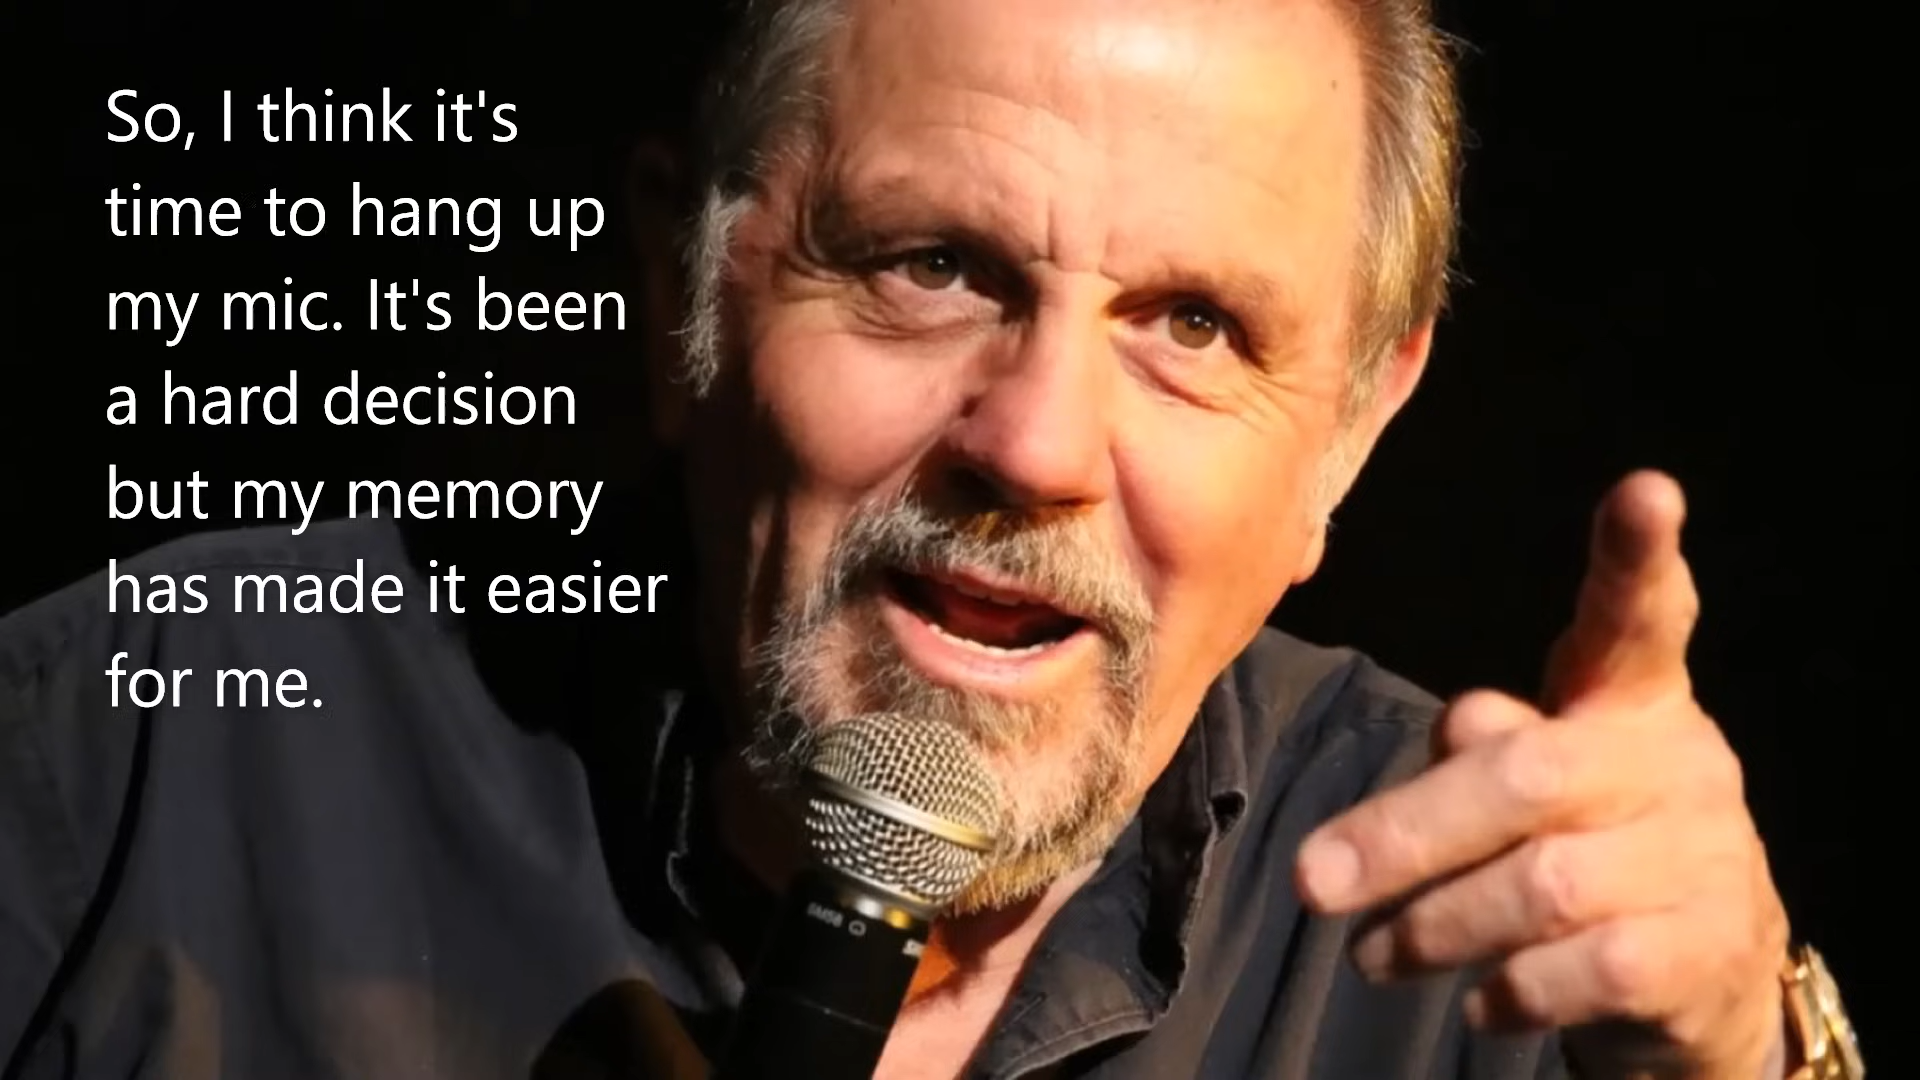 So, I think it's
time to hang up
my mic. It's been
a hard decision
but my memory
has made it easier
for me.
SM58